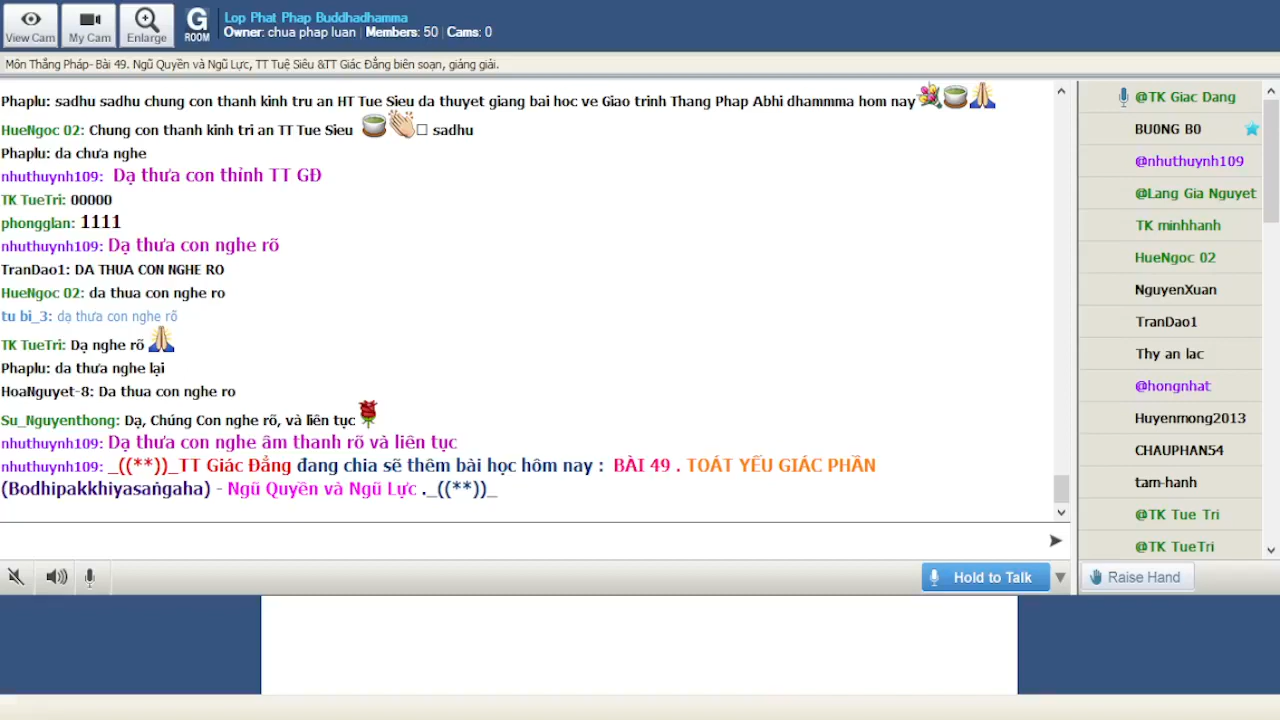 View Cam
My Cam
Enlarge
G ROOM
Lop Phat Phap Buddhadhamma
Owner: chua phap luan | Members: 50 | Cams: 0
Môn Thắng Pháp- Bài 49. Ngũ Quyền và Ngũ Lực, TT Tuệ Siêu &TT Giác Đẳng biên soạn, giảng giải.
Phaplu: sadhu sadhu chung con thanh kinh tru an HT Tue Sieu da thuyet giang bai hoc ve Giao trinh Thang Phap Abhi dhammma hom nay
HueNgoc 02: Chung con thanh kinh tri an TT Tue Sieu sadhu
Phaplu: da chưa nghe
nhuthuynh109: Dạ thưa con thỉnh TT GĐ
TK TueTri: 00000
phongglan: 1111
nhuthuynh109: Dạ thưa con nghe rõ
TranDao1: DA THUA CON NGHE RO
HueNgoc 02: da thua con nghe ro
tu bi_3: dạ thưa con nghe rõ
TK TueTri: Dạ nghe rõ
Phaplu: da thưa nghe lại
HoaNguyet-8: Da thua con nghe ro
Su_Nguyenthong: Dạ, Chúng Con nghe rõ, và liên tục
nhuthuynh109: Dạ thưa con nghe âm thanh rõ và liên tục
nhuthuynh109: _((**))_TT Giác Đẳng đang chia sẽ thêm bài học hôm nay : BÀI 49 . TOÁT YẾU GIÁC PHẦN
(Bodhipakkhiyasaṅgaha) - Ngũ Quyền và Ngũ Lực ._((**))_
@TK Giac Dang
BU0NG B0
@nhuthuynh109
@Lang Gia Nguyet
TK minhhanh
HueNgoc 02
NguyenXuan
TranDao1
Thy an lac
@hongnhat
Huyenmong2013
CHAUPHAN54
tam-hanh
@TK Tue Tri
@TK TueTri
Hold to Talk
Raise Hand